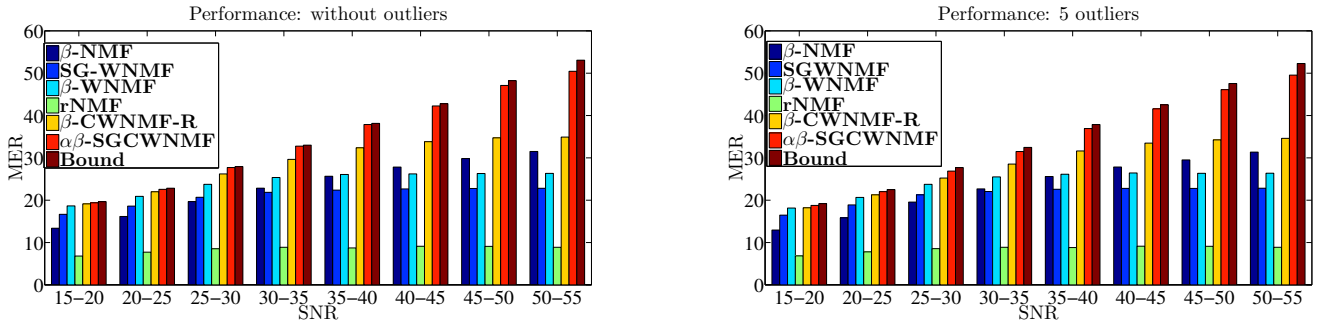 Performance: without outliers
60
50
40
30
20
10
0
MER
β-NMF
SG-WNMF
β-WNMF
rNMF
β-CWNMF-R
αβ-SGCWNMF
Bound
15–20 20–25 25–30 30–35 35–40 40–45 45–50 50–55
SNR
Performance: 5 outliers
60
50
40
30
20
10
0
MER
β-NMF
SGWNMF
β-WNMF
rNMF
β-CWNMF-R
αβ-SGCWNMF
Bound
15–20 20–25 25–30 30–35 35–40 40–45 45–50 50–55
SNR